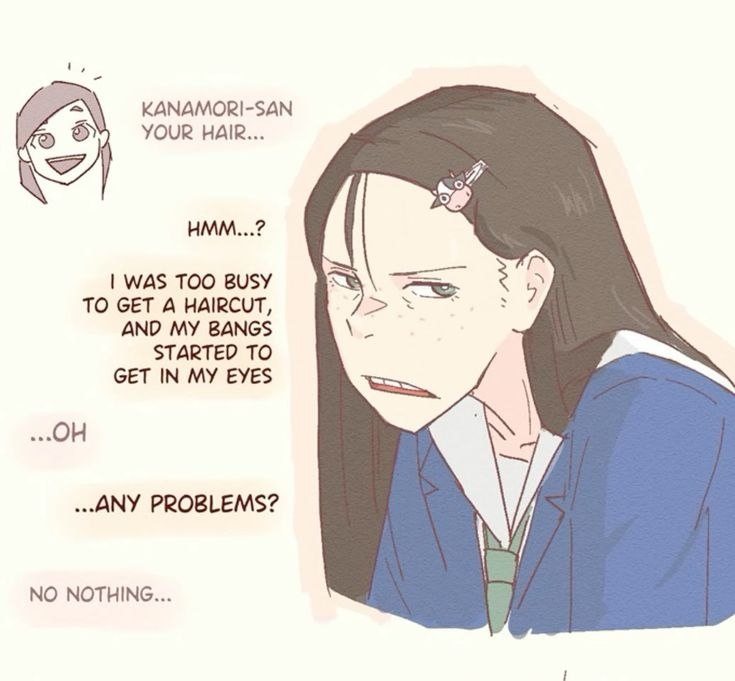 KANAMORI-SAN
YOUR HAIR...
HMM...?
I WAS TOO BUSY
TO GET A HAIRCUT,
AND MY BANGS
STARTED TO
GET IN MY EYES
...OH
...ANY PROBLEMS?
NO NOTHING...